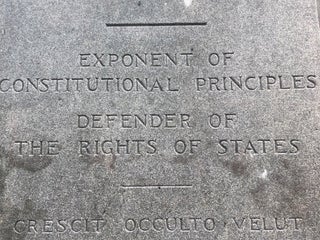 EXPONENT OF
CONSTITUTIONAL PRINCIPLES
DEFENDER OF
THE RIGHTS OF STATES
CRESCIT OCCULTO VELUT